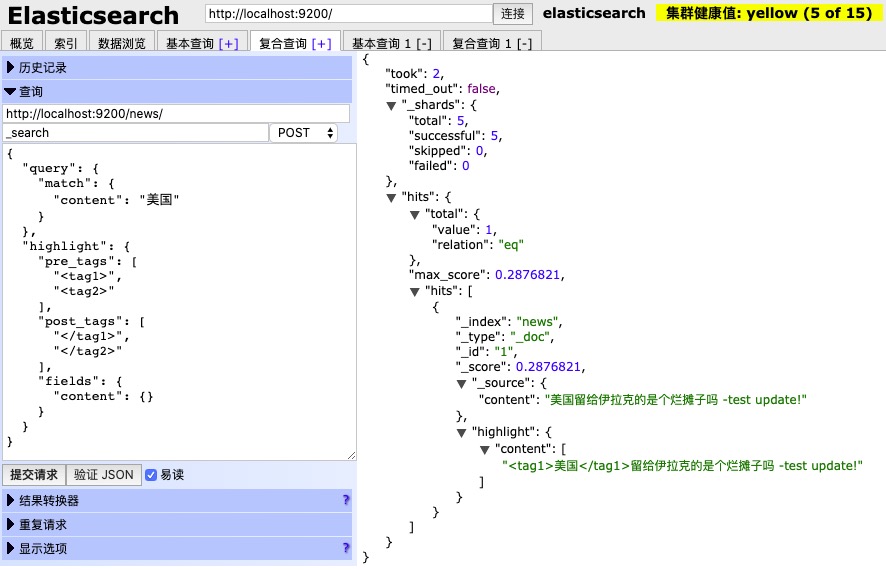 Elasticsearch http://localhost:9200/ 连接 elasticsearch 集群健康值: yellow (5 of 15)
概览 索引 数据浏览 基本查询 [+] 复合查询 [+] 基本查询 1 [-] 复合查询 1 [-]
历史记录
查询
http://localhost:9200/news/
_search POST
{
"query": {
"match": {
"content": "美国"
}
},
"highlight": {
"pre_tags": [
"<tag1>",
"<tag2>"
],
"post_tags": [
"</tag1>",
"</tag2>"
],
"fields": {
"content": {}
}
}
}
提交请求 验证 JSON 易读
结果转换器 ?
重复请求
显示选项 ?
{
"took": 2,
"timed_out": false,
"_shards": {
"total": 5,
"successful": 5,
"skipped": 0,
"failed": 0
},
"hits": {
"total": {
"value": 1,
"relation": "eq"
},
"max_score": 0.2876821,
"hits": [
{
"_index": "news",
"_type": "_doc",
"_id": "1",
"_score": 0.2876821,
"_source": {
"content": "美国留给伊拉克的是个烂摊子吗 -test update!"
},
"highlight": {
"content": [
"<tag1>美国</tag1>留给伊拉克的是个烂摊子吗 -test update!"
]
}
}
]
}
}